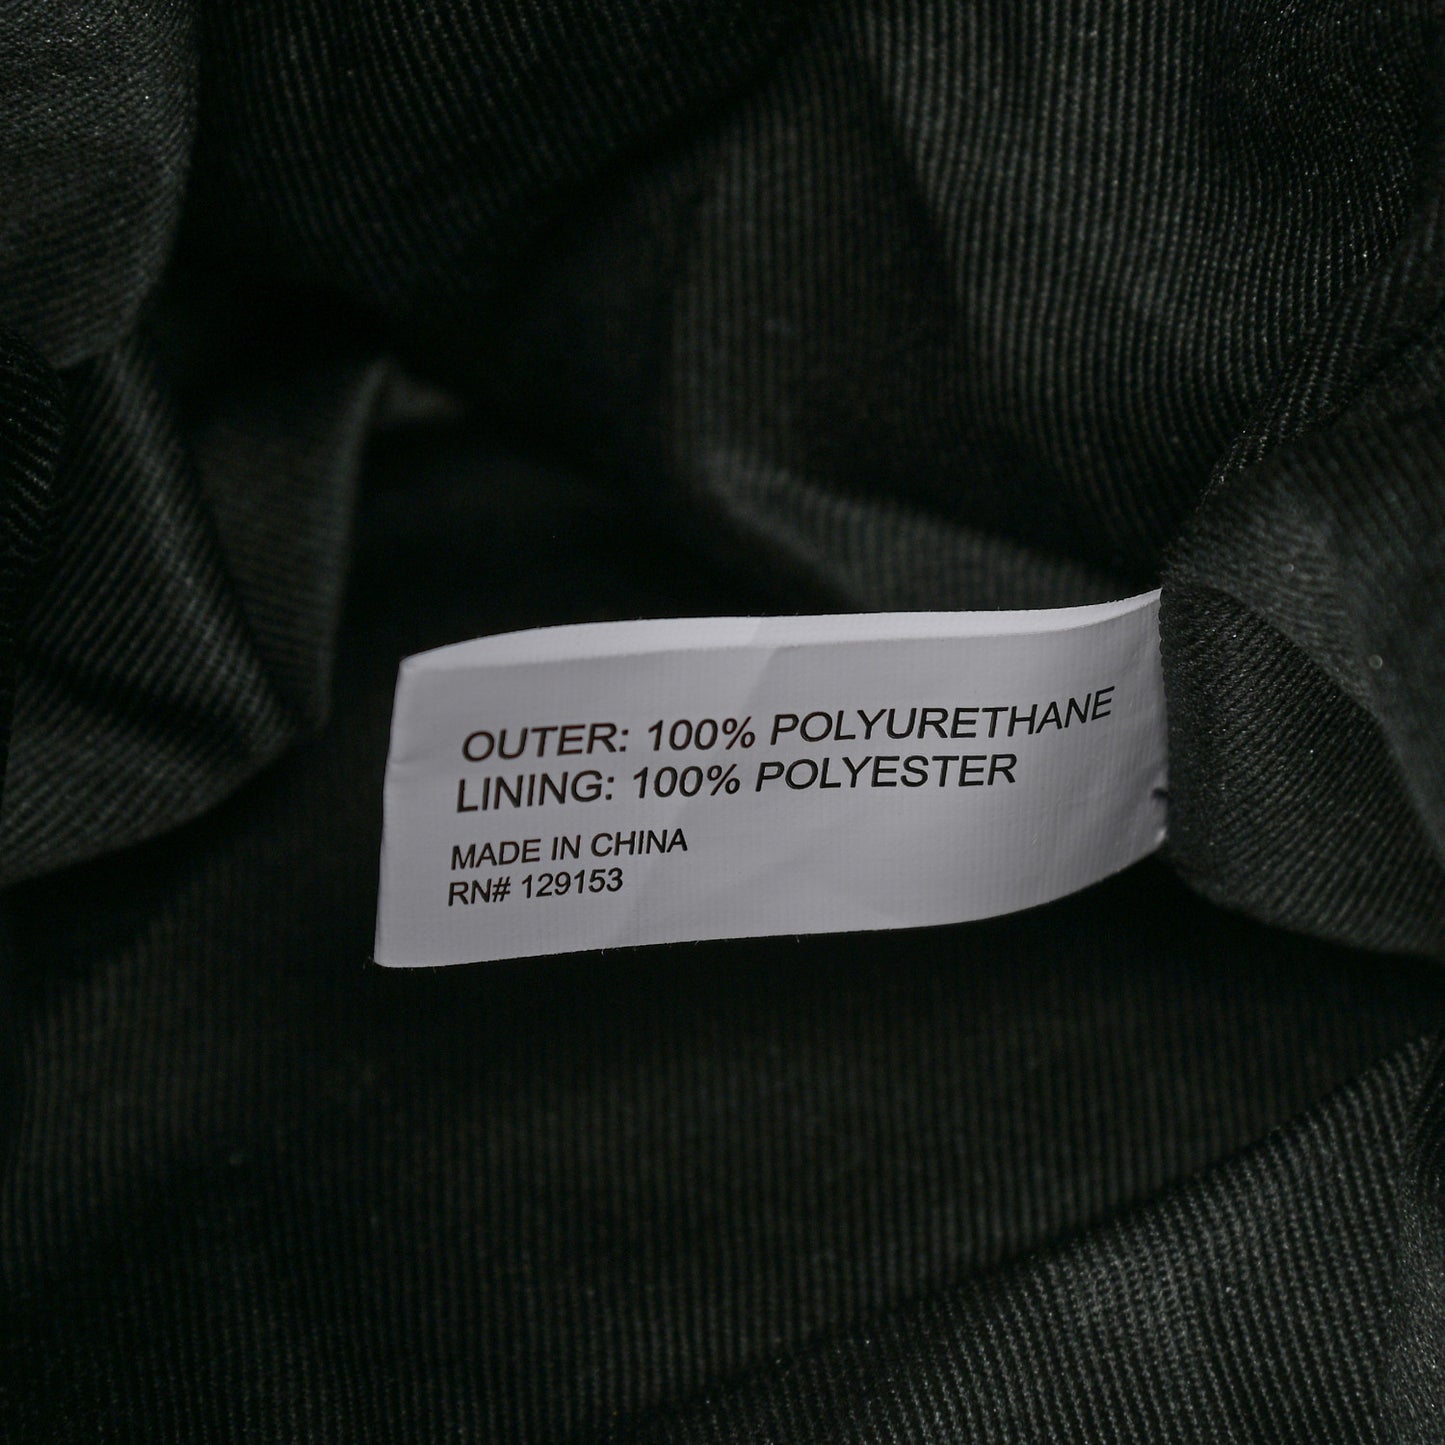 OUTER: 100% POLYURETHANE
LINING: 100% POLYESTER
MADE IN CHINA
RN# 129153